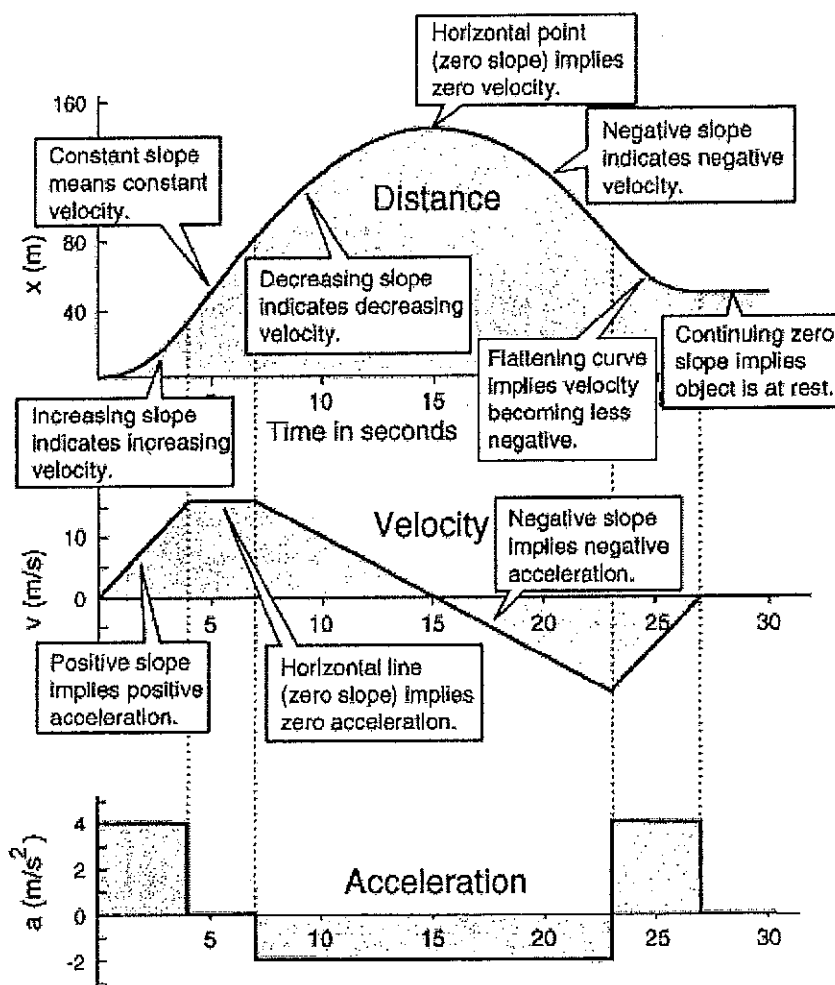 Horizontal point
(zero slope) implies
zero velocity.
160
Constant slope
means constant
velocity.
Negative slope
indicates negative
velocity.
Distance
x (m)
80
40
Decreasing slope
indicates decreasing
velocity.
Flattening curve
implies velocity
becoming less
negative.
Continuing zero
slope implies
object is at rest.
10
15
Increasing slope
indicates increasing
velocity.
Time in seconds
Velocity
Negative slope
implies negative
acceleration.
v (m/s)
10
0
5
10
15
20
25
30
Positive slope
implies positive
acceleration.
Horizontal line
(zero slope) implies
zero acceleration.
Acceleration
a (m/s²)
4
2
0
-2
5
10
15
20
25
30